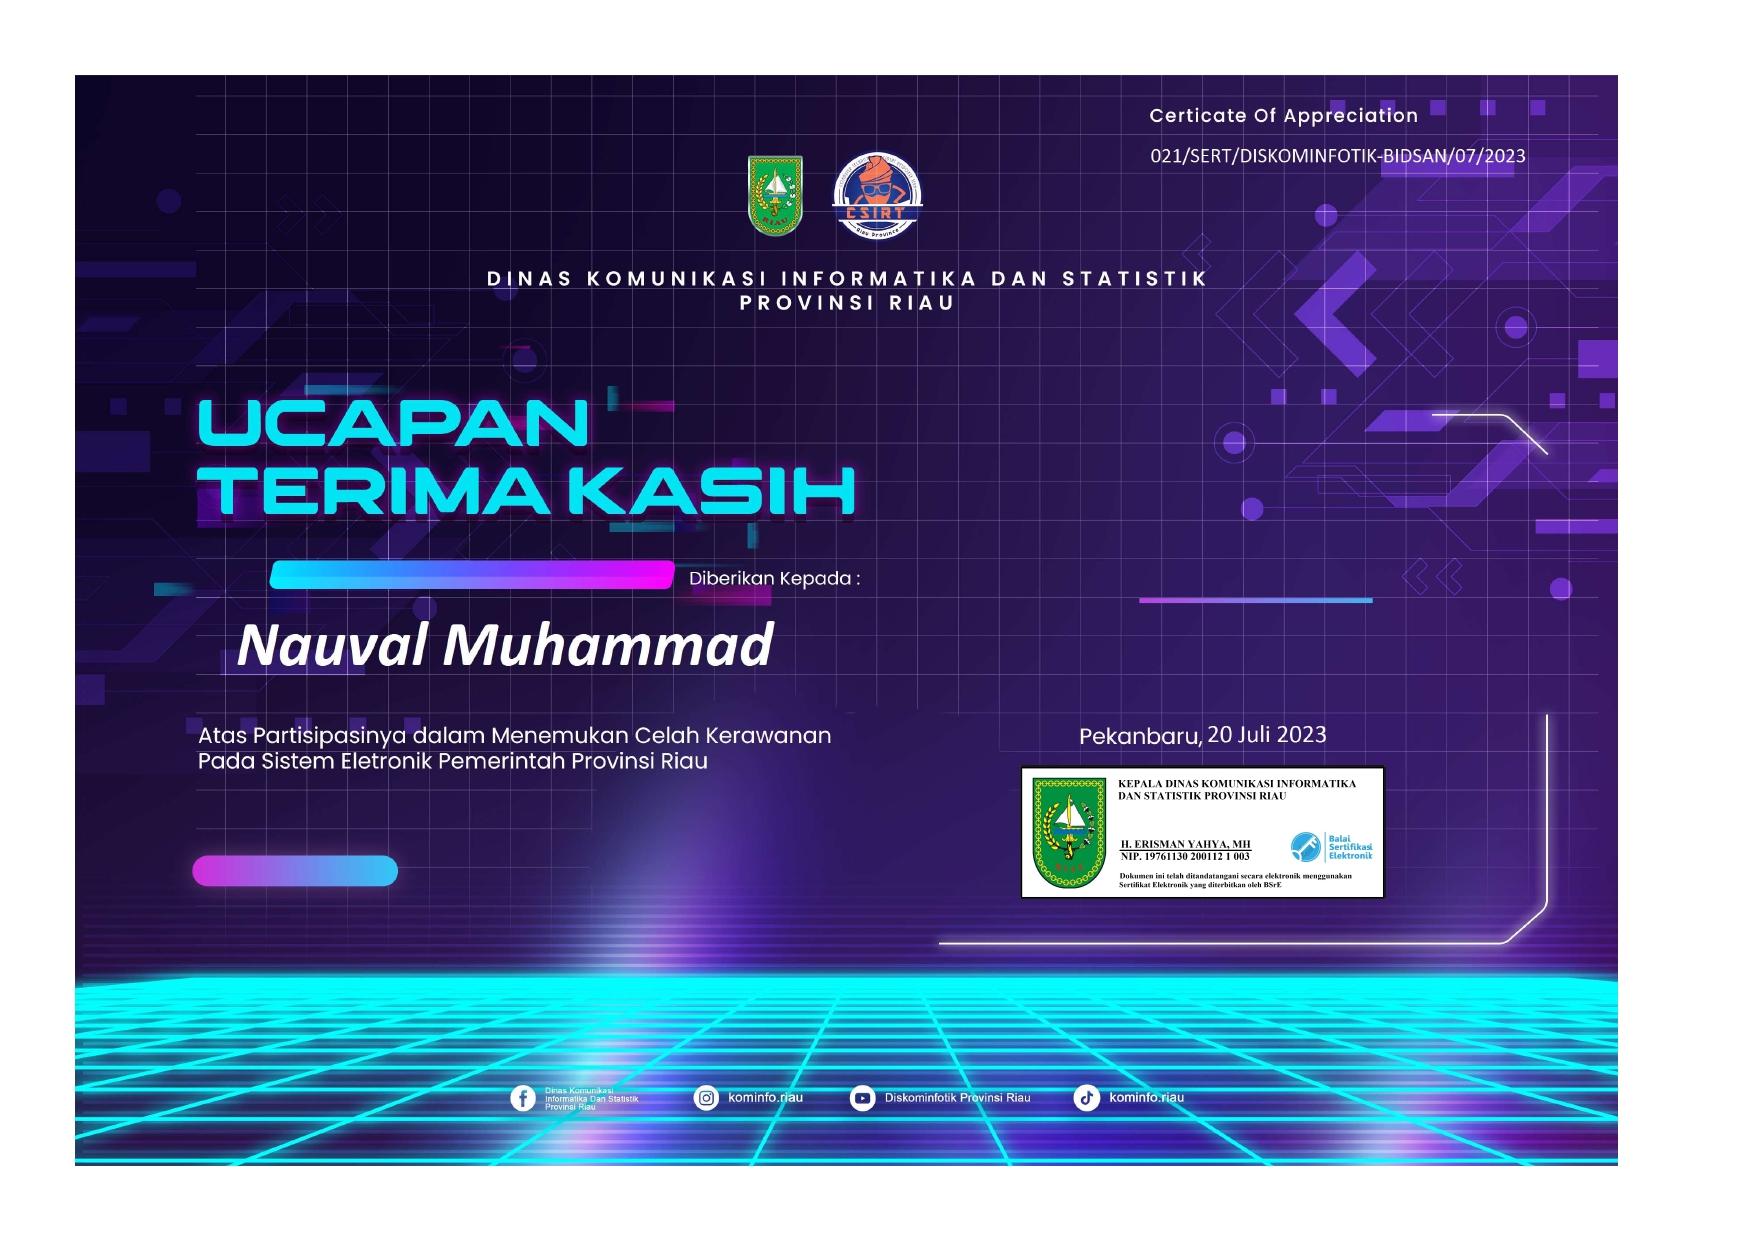 Certicate Of Appreciation
021/SERT/DISKOMINFOTIK-BIDSAN/07/2023
RIAU
CSIRT
Riau Province
DINAS KOMUNIKASI INFORMATIKA DAN STATISTIK
PROVINSI RIAU
UCAPAN
TERIMA KASIH
Diberikan Kepada :
Nauval Muhammad
Atas Partisipasinya dalam Menemukan Celah Kerawanan
Pada Sistem Eletronik Pemerintah Provinsi Riau
Pekanbaru, 20 Juli 2023
KEPALA DINAS KOMUNIKASI INFORMATIKA
DAN STATISTIK PROVINSI RIAU
H. ERISMAN YAHYA, MH
NIP. 19761130 200112 1 003
Balai
Sertifikasi
Elektronik
RIAU
Dokumen ini telah ditandatangani secara elektronik menggunakan
Sertifikat Elektronik yang diterbitkan oleh BSrE
Dinas Komunikasi
Informatika Dan Statistik
Provinsi Riau
kominfo.riau
Diskominfotik Provinsi Riau
kominfo.riau